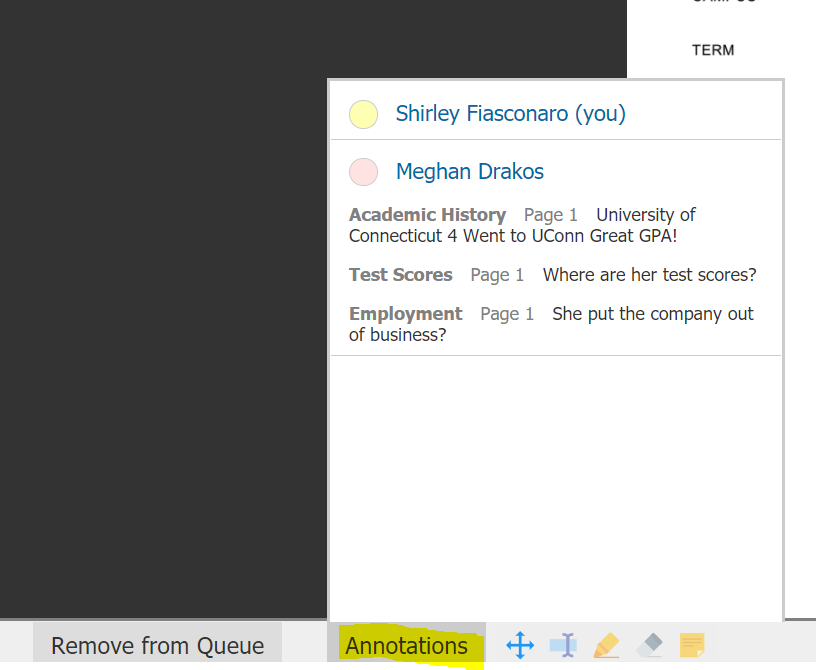 TERM
Shirley Fiasconaro (you)
Meghan Drakos
Academic History Page 1 University of
Connecticut 4 Went to UConn Great GPA!
Test Scores Page 1 Where are her test scores?
Employment Page 1 She put the company out
of business?
Remove from Queue Annotations